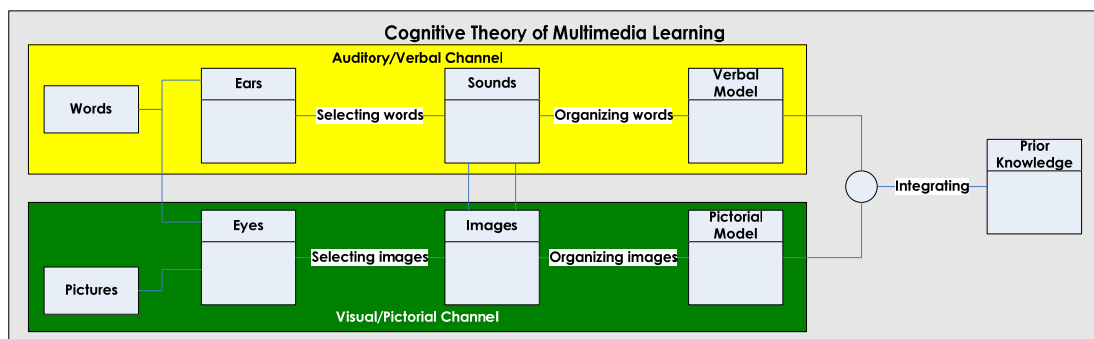 Cognitive Theory of Multimedia Learning
Auditory/Verbal Channel
Words
Ears
Selecting words
Sounds
Organizing words
Verbal
Model
Prior
Knowledge
Integrating
Eyes
Selecting images
Images
Organizing images
Pictorial
Model
Pictures
Visual/Pictorial Channel